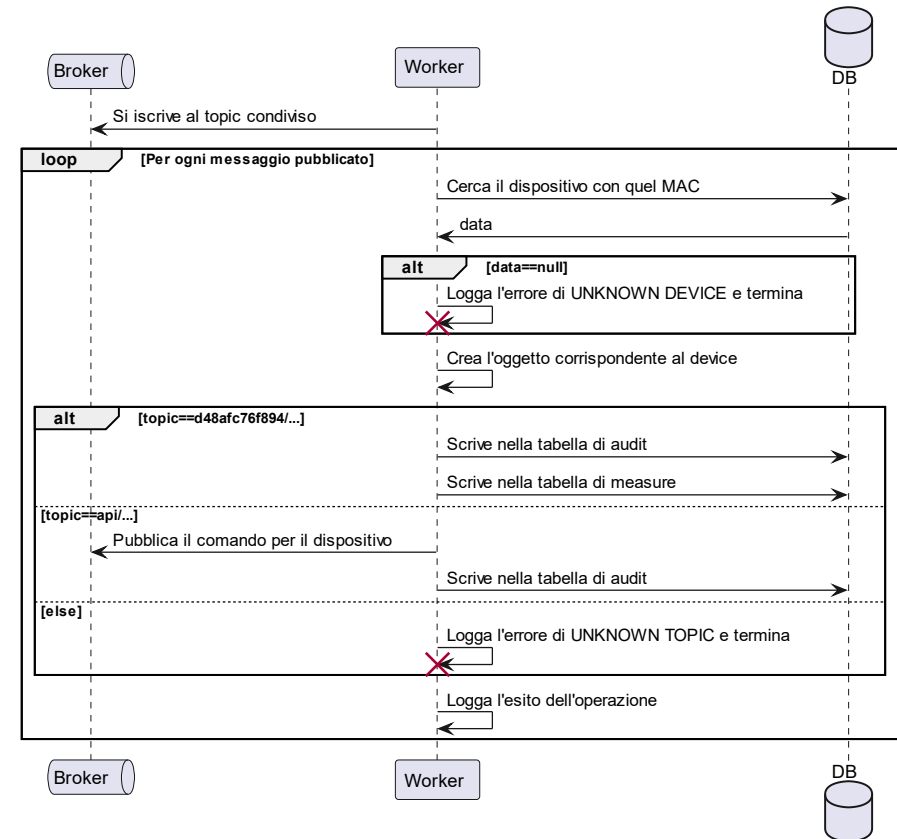 Broker
Worker
DB
Si iscrive al topic condiviso
loop
[Per ogni messaggio pubblicato]
Cerca il dispositivo con quel MAC
data
alt
[data==null]
Logga l'errore di UNKNOWN DEVICE e termina
Crea l'oggetto corrispondente al device
alt
[topic==d48afc76f894/...]
Scrive nella tabella di audit
Scrive nella tabella di measure
[topic==api/...]
Pubblica il comando per il dispositivo
Scrive nella tabella di audit
[else]
Logga l'errore di UNKNOWN TOPIC e termina
Logga l'esito dell'operazione
Broker
Worker
DB